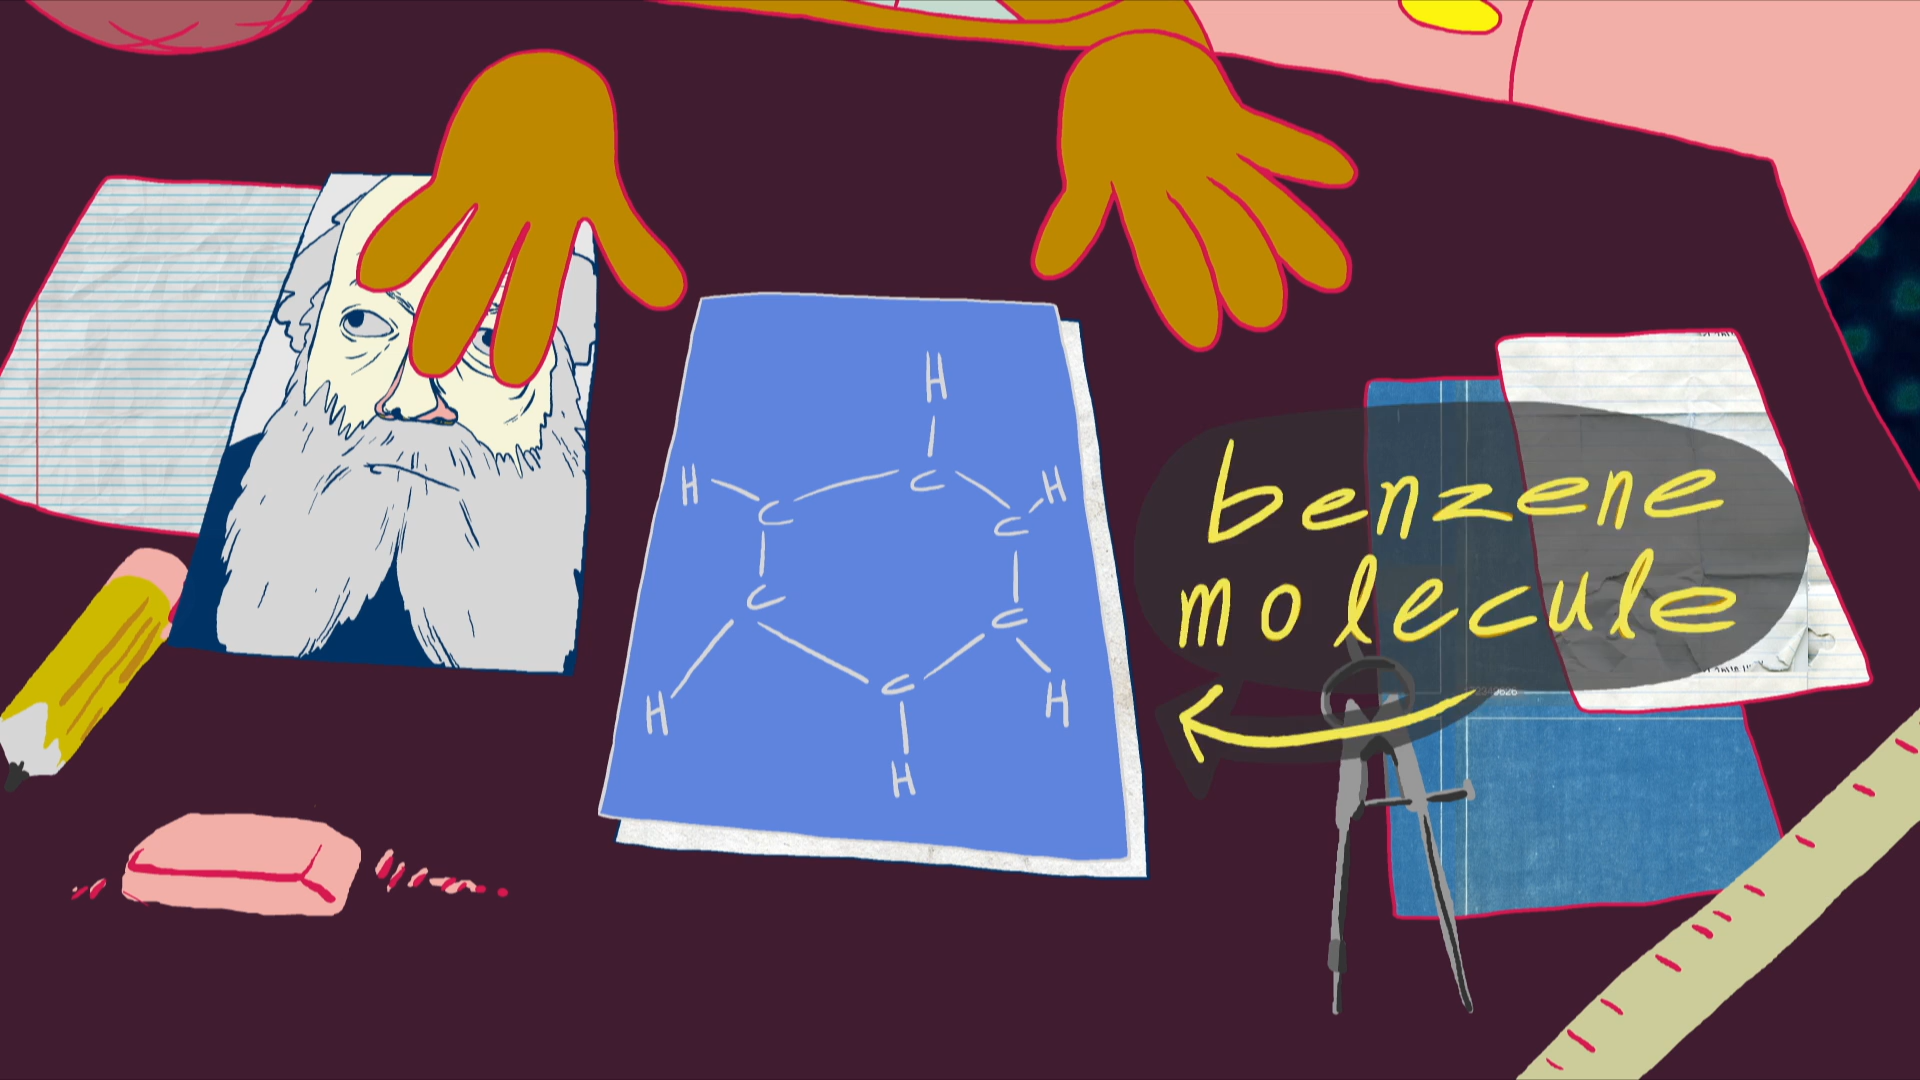 H
H C C H
C C
H C H
H
benzene
molecule